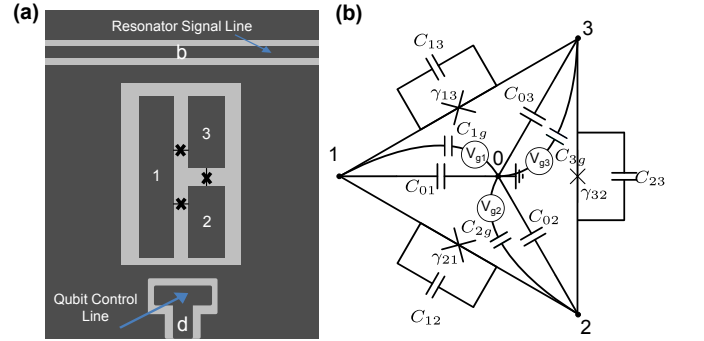 (a)
Resonator Signal Line
b
1
3
2
Qubit Control
Line
d
(b)
3
C₁₃
γ₁₃
C₀₃
C₁g
Vg1
0
Vg3
C₃g
1
C₀₁
γ₃₂
C₂₃
Vg2
C₂g
C₀₂
γ₂₁
C₁₂
2